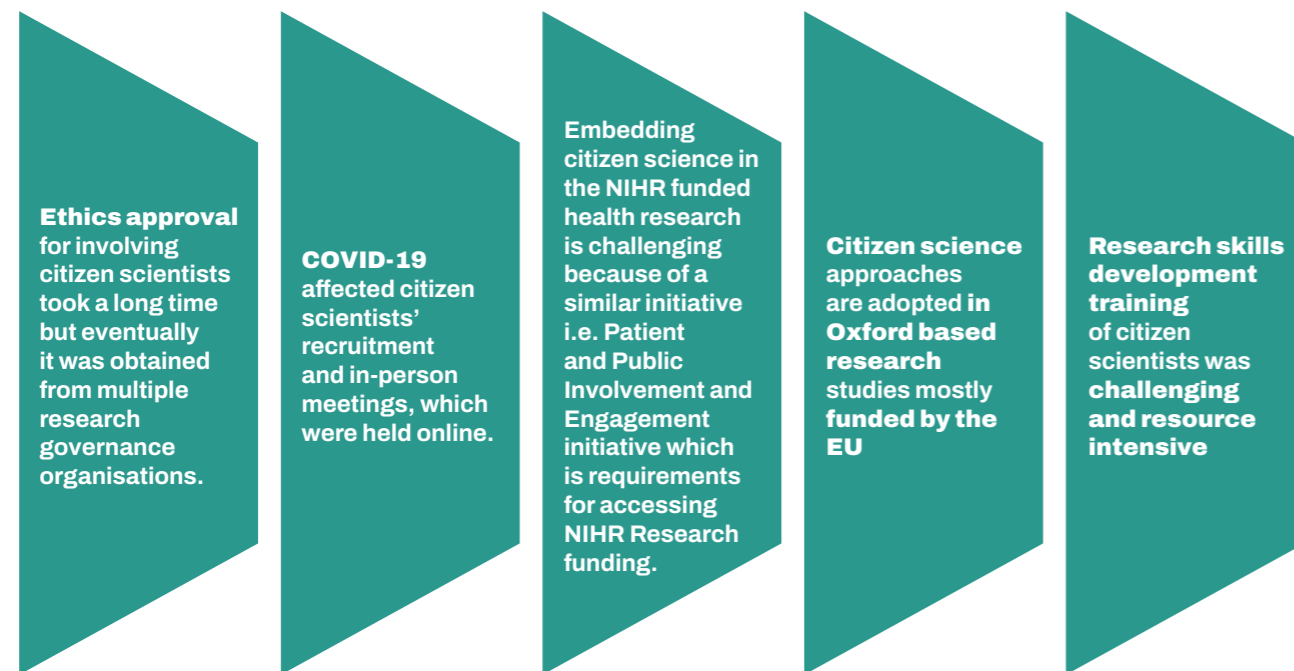 Ethics approval
for involving
citizen scientists
took a long time
but eventually
it was obtained
from multiple
research
governance
organisations.
COVID-19
affected citizen
scientists’
recruitment
and in-person
meetings, which
were held online.
Embedding
citizen science in
the NIHR funded
health research
is challenging
because of a
similar initiative
i.e. Patient
and Public
Involvement and
Engagement
initiative which
is requirements
for accessing
NIHR Research
funding.
Citizen science
approaches
are adopted in
Oxford based
research
studies mostly
funded by the
EU
Research skills
development
training
of citizen
scientists was
challenging
and resource
intensive